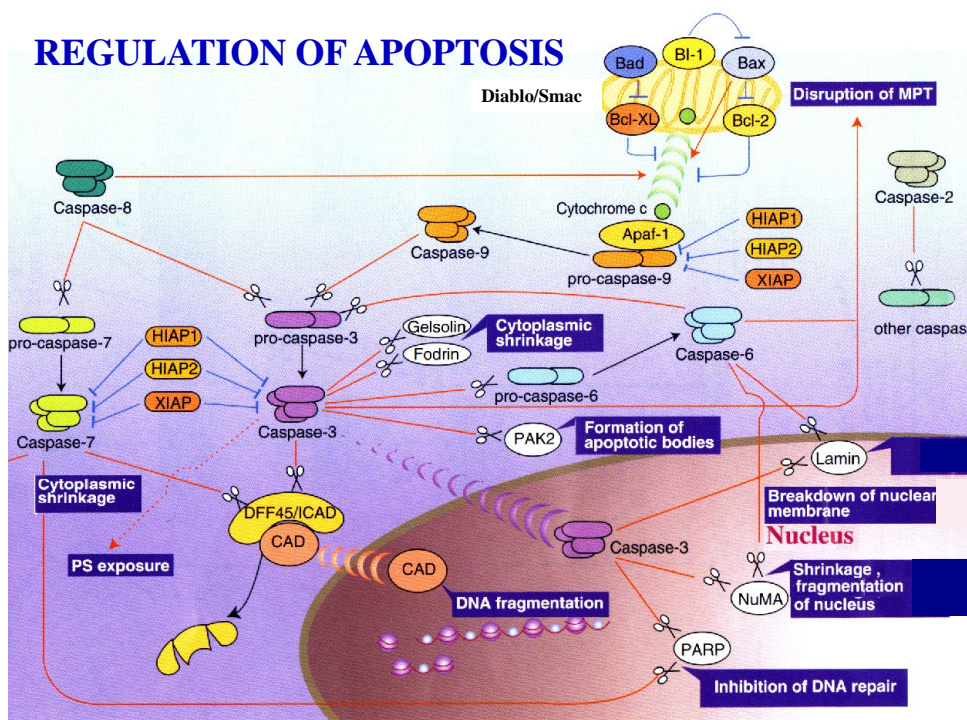 REGULATION OF APOPTOSIS
Diablo/Smac
Bad
BI-1
Bax
Bcl-XL
Bcl-2
Disruption of MPT
Caspase-8
Caspase-2
Cytochrome c
HIAP1
Apaf-1
HIAP2
Caspase-9
pro-caspase-9
XIAP
pro-caspase-7
pro-caspase-3
Gelsolin
Fodrin
Cytoplasmic
shrinkage
Caspase-6
other caspas
HIAP1
HIAP2
XIAP
pro-caspase-6
Caspase-7
Caspase-3
PAK2
Formation of
apoptotic bodies
Lamin
Cytoplasmic
shrinkage
DFF45/ICAD
CAD
Breakdown of nuclear
membrane
Nucleus
Caspase-3
PS exposure
CAD
DNA fragmentation
NuMA
Shrinkage ,
fragmentation
of nucleus
PARP
Inhibition of DNA repair